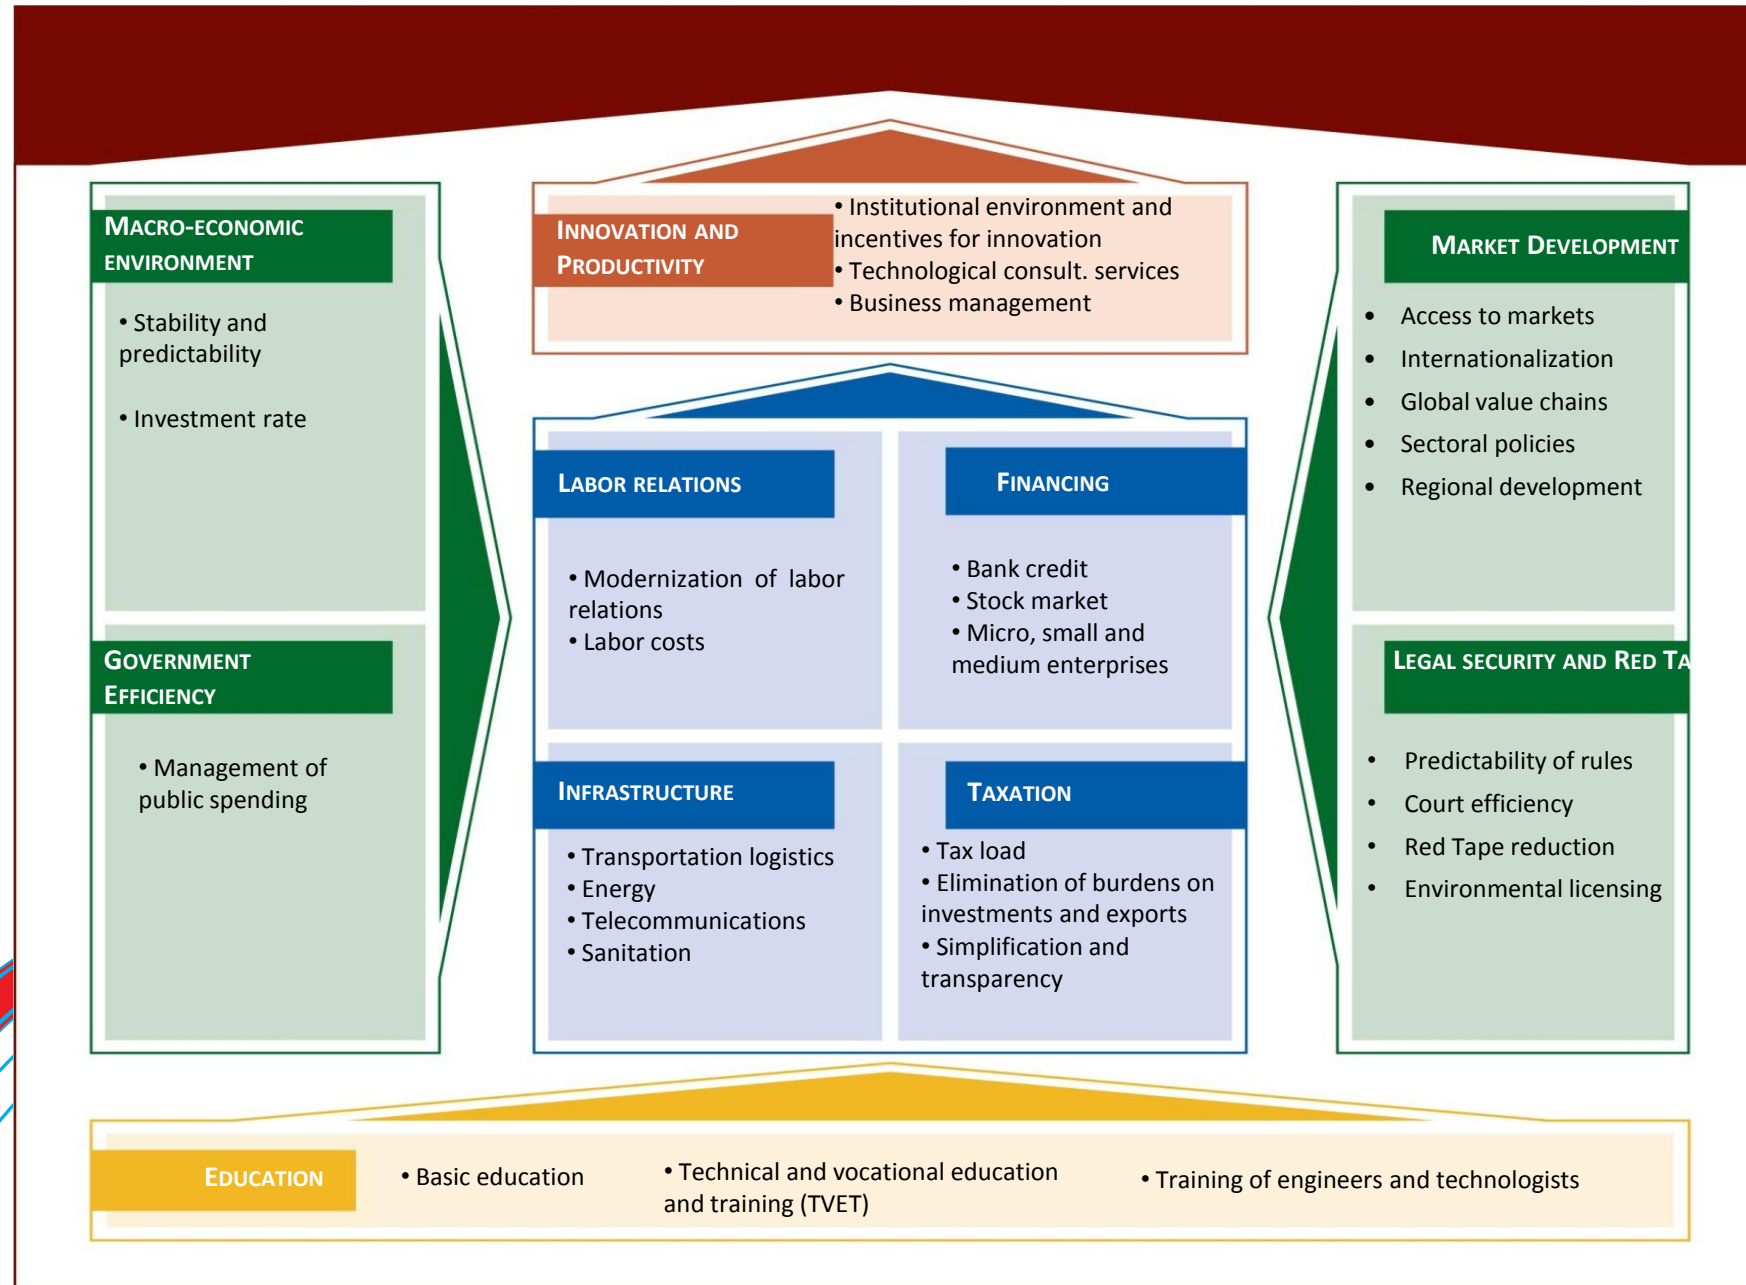 MACRO-ECONOMIC
ENVIRONMENT
• Stability and
predictability
• Investment rate
GOVERNMENT
EFFICIENCY
• Management of
public spending
INNOVATION AND
PRODUCTIVITY
• Institutional environment and
incentives for innovation
• Technological consult. services
• Business management
LABOR RELATIONS
• Modernization of labor
relations
• Labor costs
FINANCING
• Bank credit
• Stock market
• Micro, small and
medium enterprises
INFRASTRUCTURE
• Transportation logistics
• Energy
• Telecommunications
• Sanitation
TAXATION
• Tax load
• Elimination of burdens on
investments and exports
• Simplification and
transparency
MARKET DEVELOPMENT
• Access to markets
• Internationalization
• Global value chains
• Sectoral policies
• Regional development
LEGAL SECURITY AND RED TA
• Predictability of rules
• Court efficiency
• Red Tape reduction
• Environmental licensing
EDUCATION
• Basic education
• Technical and vocational education
and training (TVET)
• Training of engineers and technologists